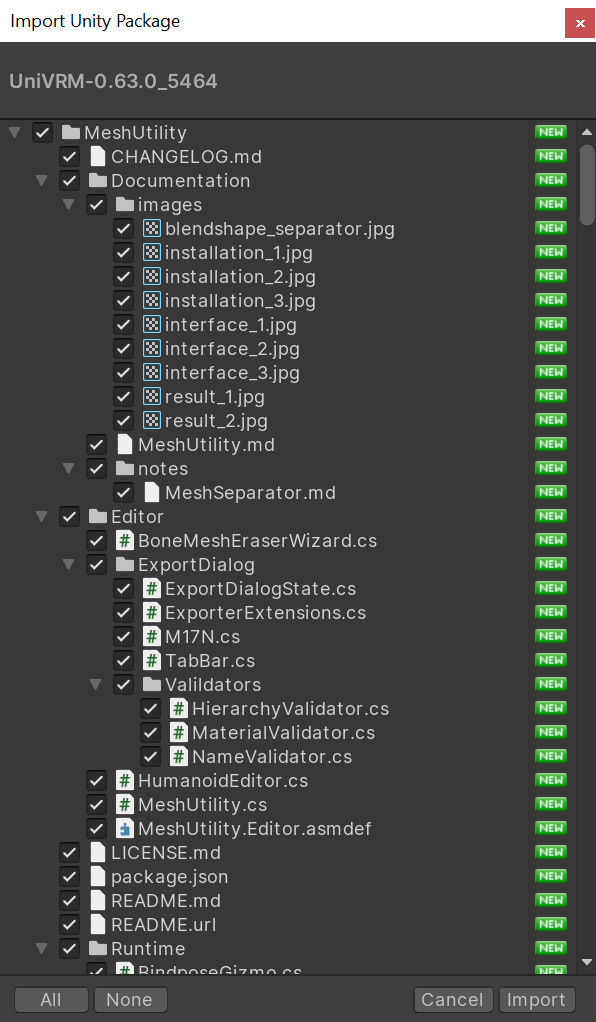 Import Unity Package
UniVRM-0.63.0_5464
MeshUtility NEW
CHANGELOG.md NEW
Documentation NEW
images NEW
blendshape_separator.jpg NEW
installation_1.jpg NEW
installation_2.jpg NEW
installation_3.jpg NEW
interface_1.jpg NEW
interface_2.jpg NEW
interface_3.jpg NEW
result_1.jpg NEW
result_2.jpg NEW
MeshUtility.md NEW
notes NEW
MeshSeparator.md NEW
Editor NEW
BoneMeshEraserWizard.cs NEW
ExportDialog NEW
ExportDialogState.cs NEW
ExporterExtensions.cs NEW
M17N.cs NEW
TabBar.cs NEW
Valildators NEW
HierarchyValidator.cs NEW
MaterialValidator.cs NEW
NameValidator.cs NEW
HumanoidEditor.cs NEW
MeshUtility.cs NEW
MeshUtility.Editor.asmdef NEW
LICENSE.md NEW
package.json NEW
README.md NEW
README.url NEW
Runtime NEW
BindposeGizmo.cs NEW
All None Cancel Import